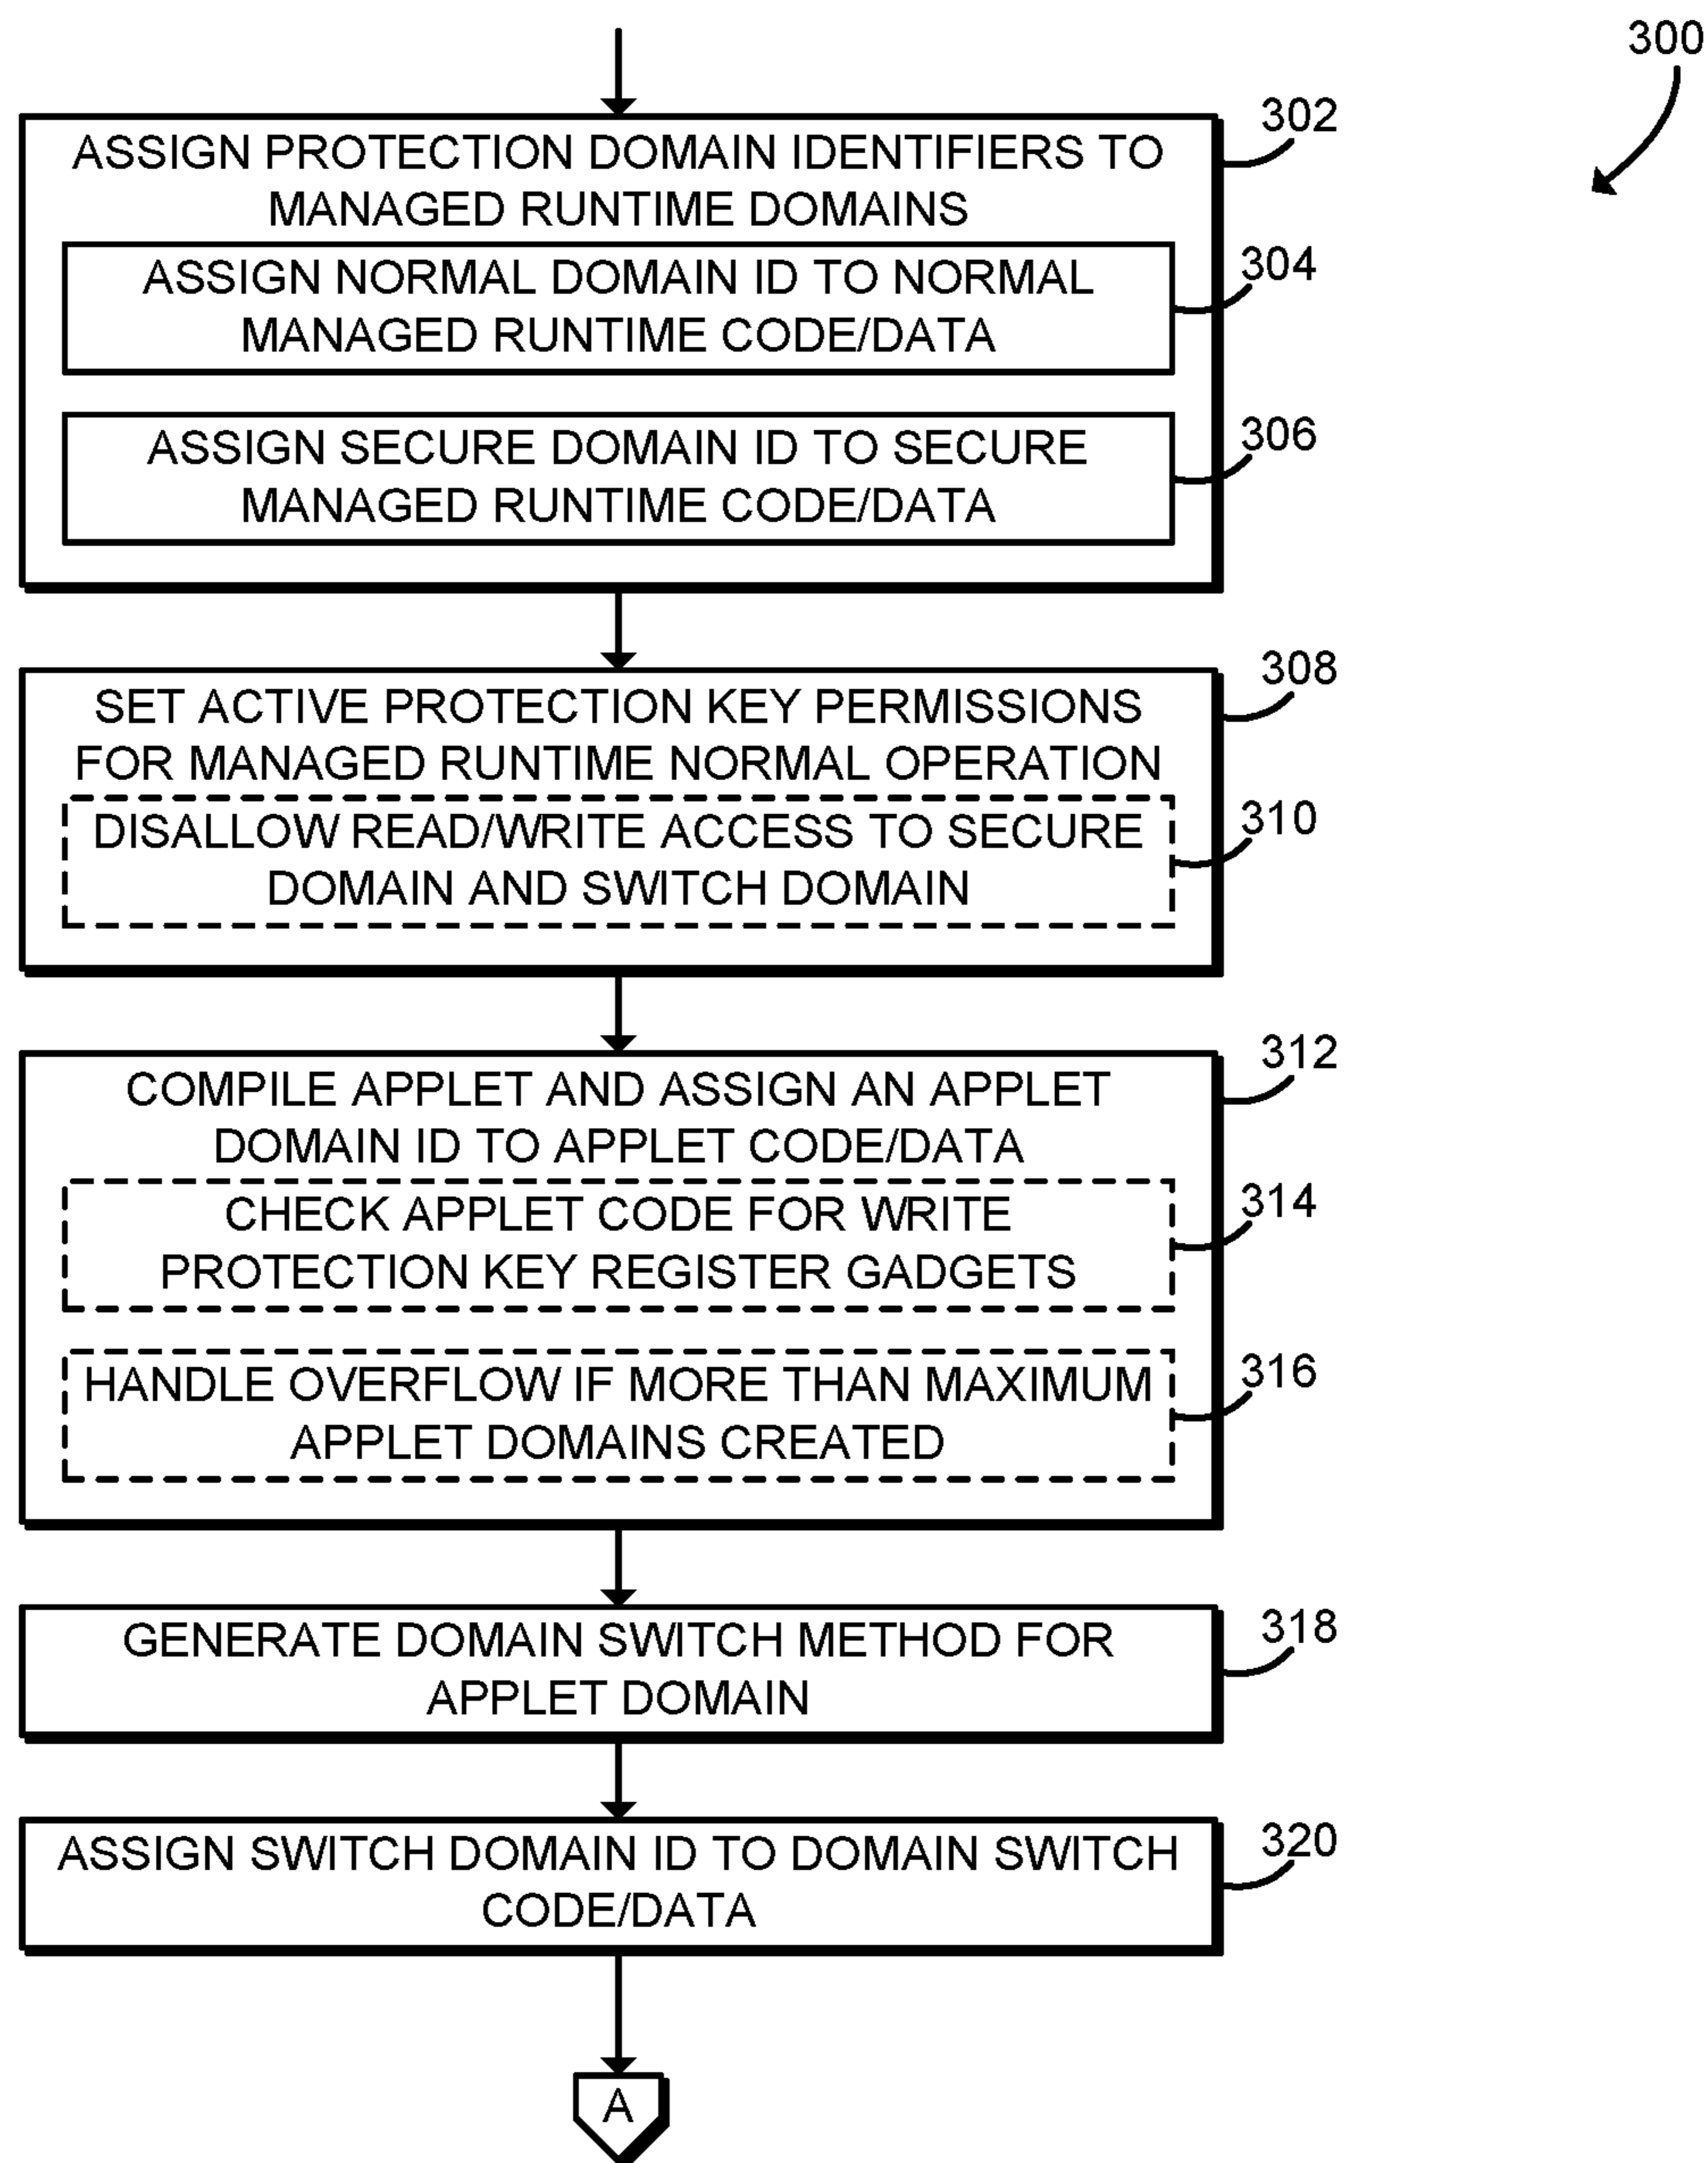 300
302
ASSIGN PROTECTION DOMAIN IDENTIFIERS TO
MANAGED RUNTIME DOMAINS
304
ASSIGN NORMAL DOMAIN ID TO NORMAL
MANAGED RUNTIME CODE/DATA
306
ASSIGN SECURE DOMAIN ID TO SECURE
MANAGED RUNTIME CODE/DATA
308
SET ACTIVE PROTECTION KEY PERMISSIONS
FOR MANAGED RUNTIME NORMAL OPERATION
310
DISALLOW READ/WRITE ACCESS TO SECURE
DOMAIN AND SWITCH DOMAIN
312
COMPILE APPLET AND ASSIGN AN APPLET
DOMAIN ID TO APPLET CODE/DATA
314
CHECK APPLET CODE FOR WRITE
PROTECTION KEY REGISTER GADGETS
316
HANDLE OVERFLOW IF MORE THAN MAXIMUM
APPLET DOMAINS CREATED
318
GENERATE DOMAIN SWITCH METHOD FOR
APPLET DOMAIN
320
ASSIGN SWITCH DOMAIN ID TO DOMAIN SWITCH
CODE/DATA
A